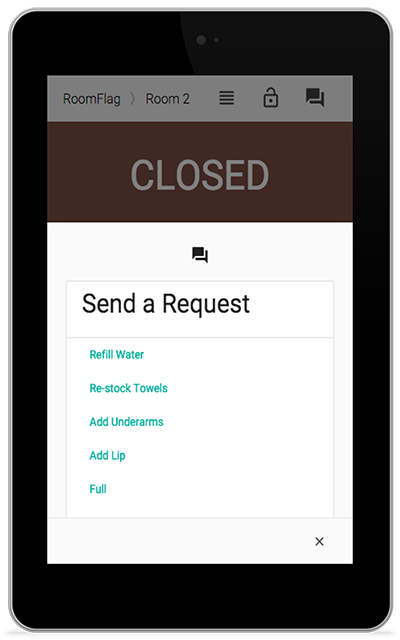 RoomFlag 〉 Room 2
CLOSED
Send a Request
Refill Water
Re-stock Towels
Add Underarms
Add Lip
Full